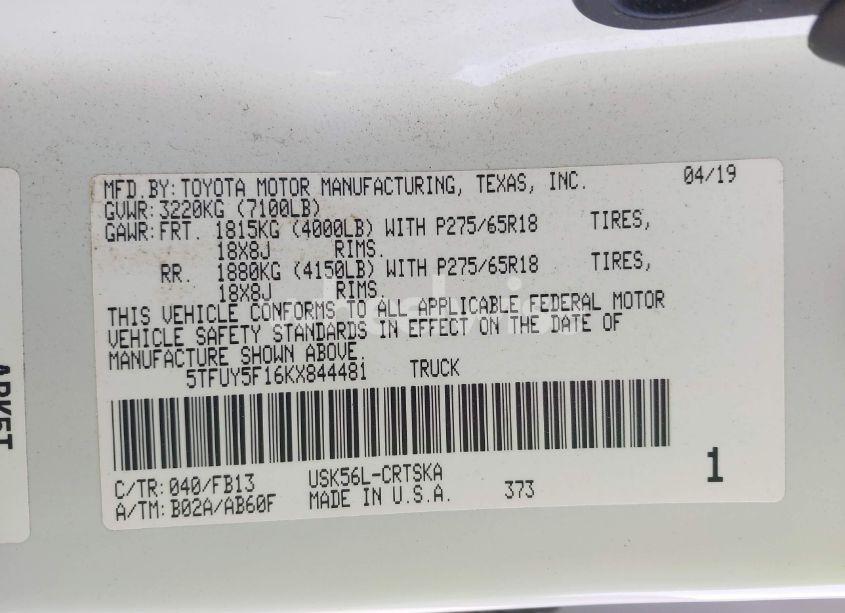 MFD.BY: TOYOTA MOTOR MANUFACTURING, TEXAS, INC. 04/19
GVWR: 3220KG (7100LB)
GAWR: FRT. 1815KG (4000LB) WITH P275/65R18 TIRES,
18X8J RIMS.
RR. 1880KG (4150LB) WITH P275/65R18 TIRES,
18X8J RIMS.
THIS VEHICLE CONFORMS TO ALL APPLICABLE FEDERAL MOTOR
VEHICLE SAFETY STANDARDS IN EFFECT ON THE DATE OF
MANUFACTURE SHOWN ABOVE.
5TFUY5F16KX844481 TRUCK
C/TR: 040/FB13 USK56L-CRTSKA
A/TM: B02A/AB60F MADE IN U.S.A. 373
1